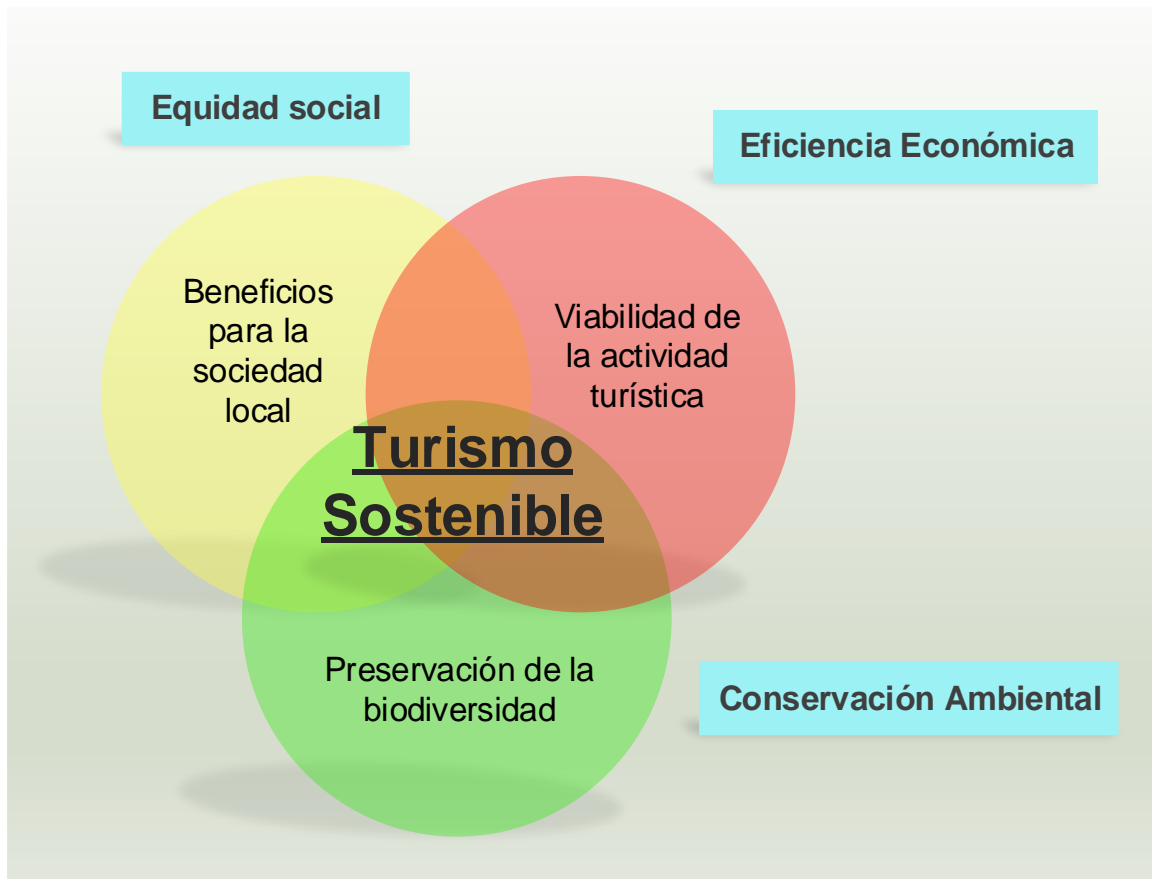 Equidad social
Eficiencia Económica
Beneficios
para la
sociedad
local
Viabilidad de
la actividad
turística
Turismo
Sostenible
Preservación de la
biodiversidad
Conservación Ambiental